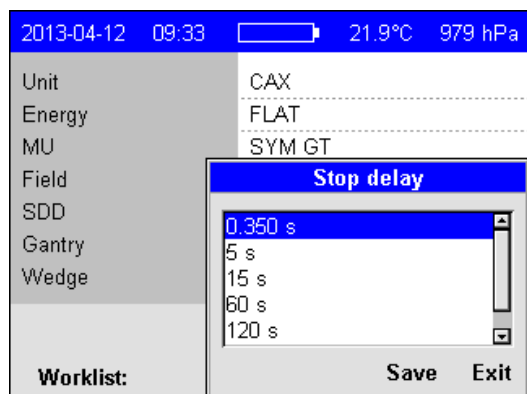 2013-04-12 09:33 21.9°C 979 hPa
Unit CAX
Energy FLAT
MU SYM GT
Field
SDD
Gantry
Wedge
Worklist:
Stop delay
0.350 s
5 s
15 s
60 s
120 s
Save Exit